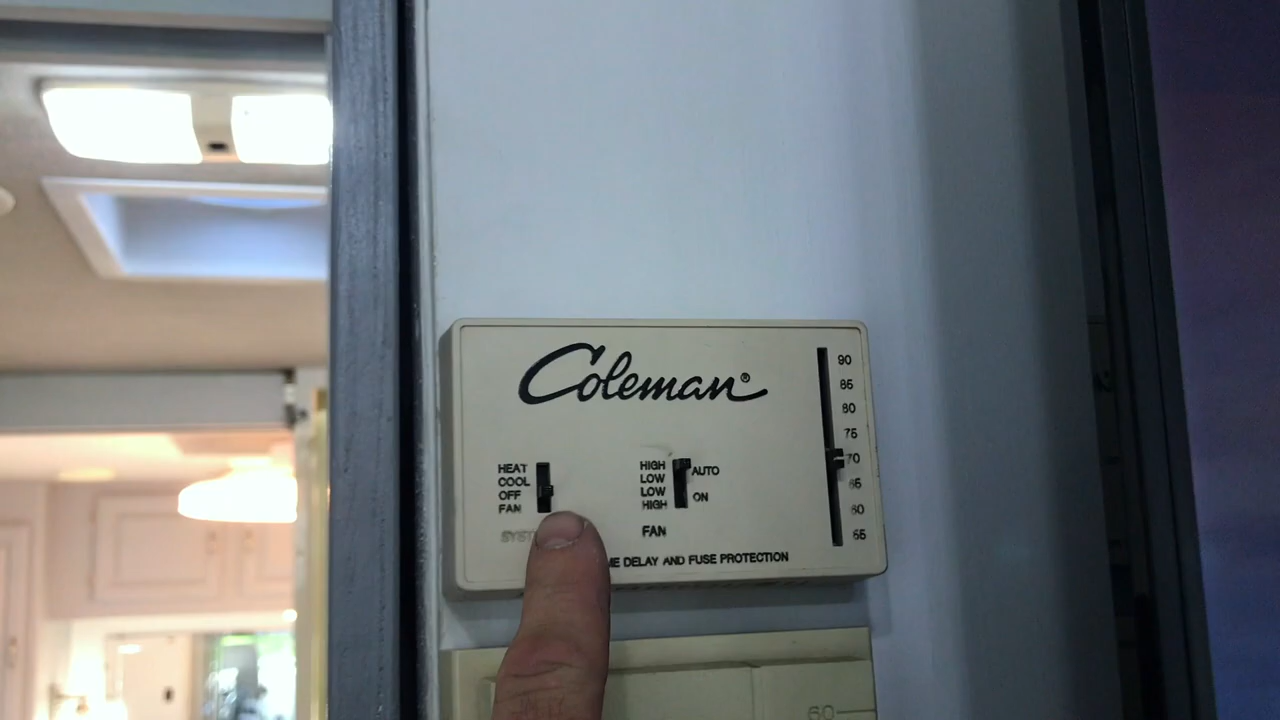 Coleman®
HEAT
COOL
OFF
FAN
HIGH
LOW
LOW
HIGH
AUTO
ON
FAN
DELAY AND FUSE PROTECTION
90
85
80
75
70
65
60
55
60